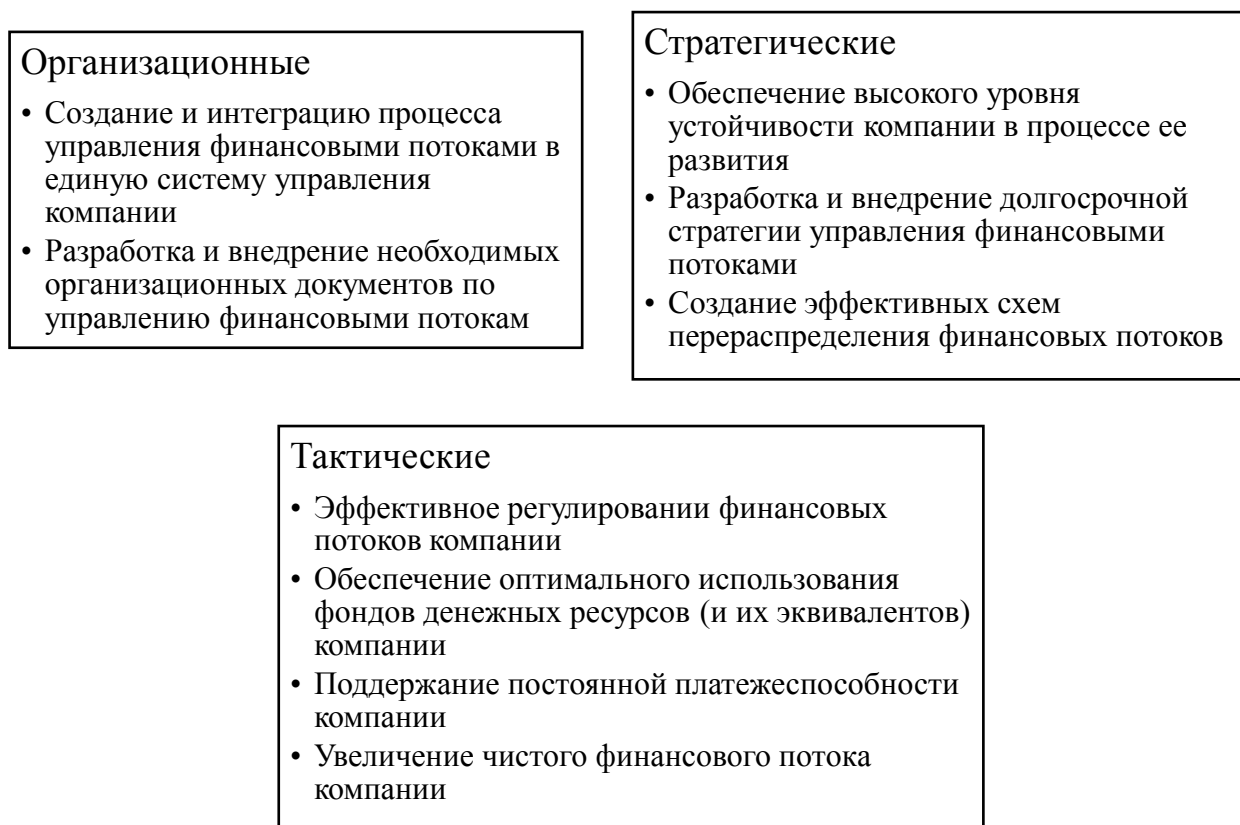 Организационные
• Создание и интеграцию процесса
управления финансовыми потоками в
единую систему управления
компании
• Разработка и внедрение необходимых
организационных документов по
управлению финансовыми потокам
Стратегические
• Обеспечение высокого уровня
устойчивости компании в процессе ее
развития
• Разработка и внедрение долгосрочной
стратегии управления финансовыми
потоками
• Создание эффективных схем
перераспределения финансовых потоков
Тактические
• Эффективное регулировании финансовых
потоков компании
• Обеспечение оптимального использования
фондов денежных ресурсов (и их эквивалентов)
компании
• Поддержание постоянной платежеспособности
компании
• Увеличение чистого финансового потока
компании